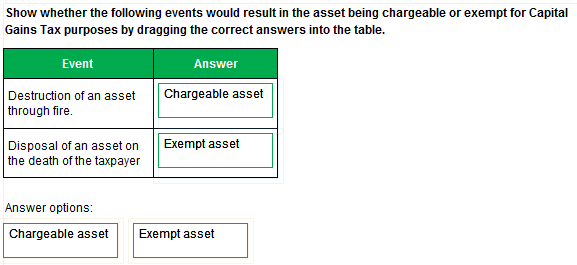 Show whether the following events would result in the asset being chargeable or exempt for Capital
Gains Tax purposes by dragging the correct answers into the table.
Event Answer
Destruction of an asset
through fire.
Chargeable asset
Disposal of an asset on
the death of the taxpayer
Exempt asset
Answer options:
Chargeable asset Exempt asset